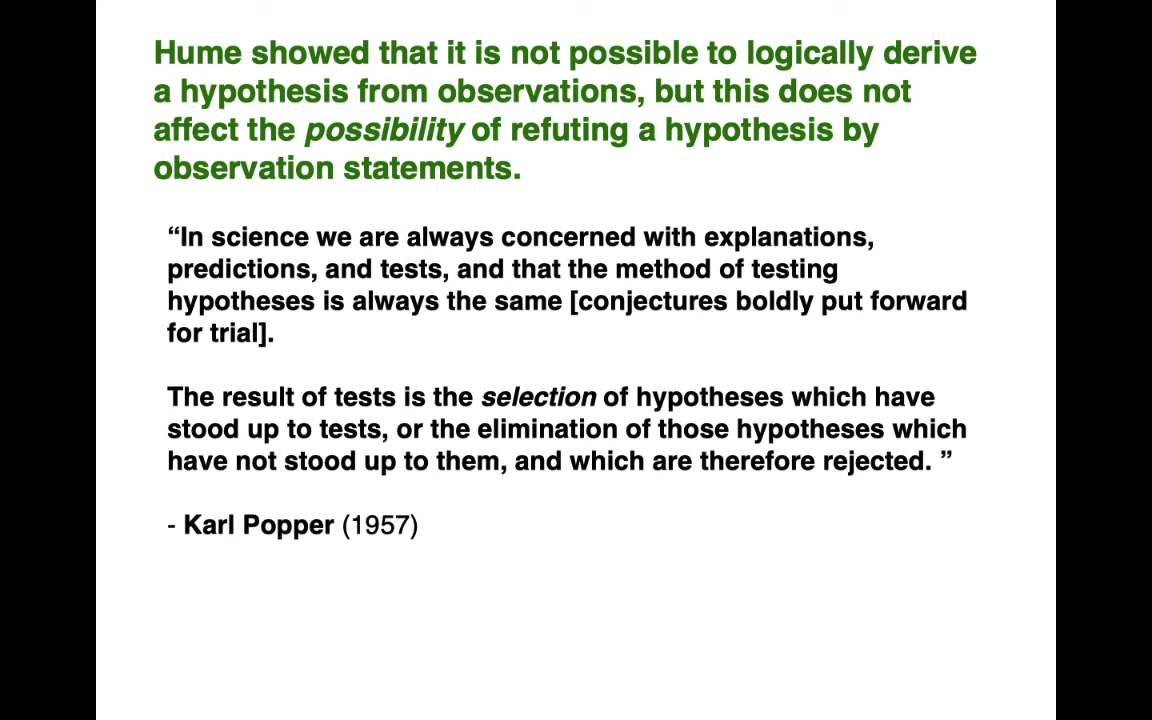 Hume showed that it is not possible to logically derive
a hypothesis from observations, but this does not
affect the possibility of refuting a hypothesis by
observation statements.
“In science we are always concerned with explanations,
predictions, and tests, and that the method of testing
hypotheses is always the same [conjectures boldly put forward
for trial].
The result of tests is the selection of hypotheses which have
stood up to tests, or the elimination of those hypotheses which
have not stood up to them, and which are therefore rejected. ”
- Karl Popper (1957)